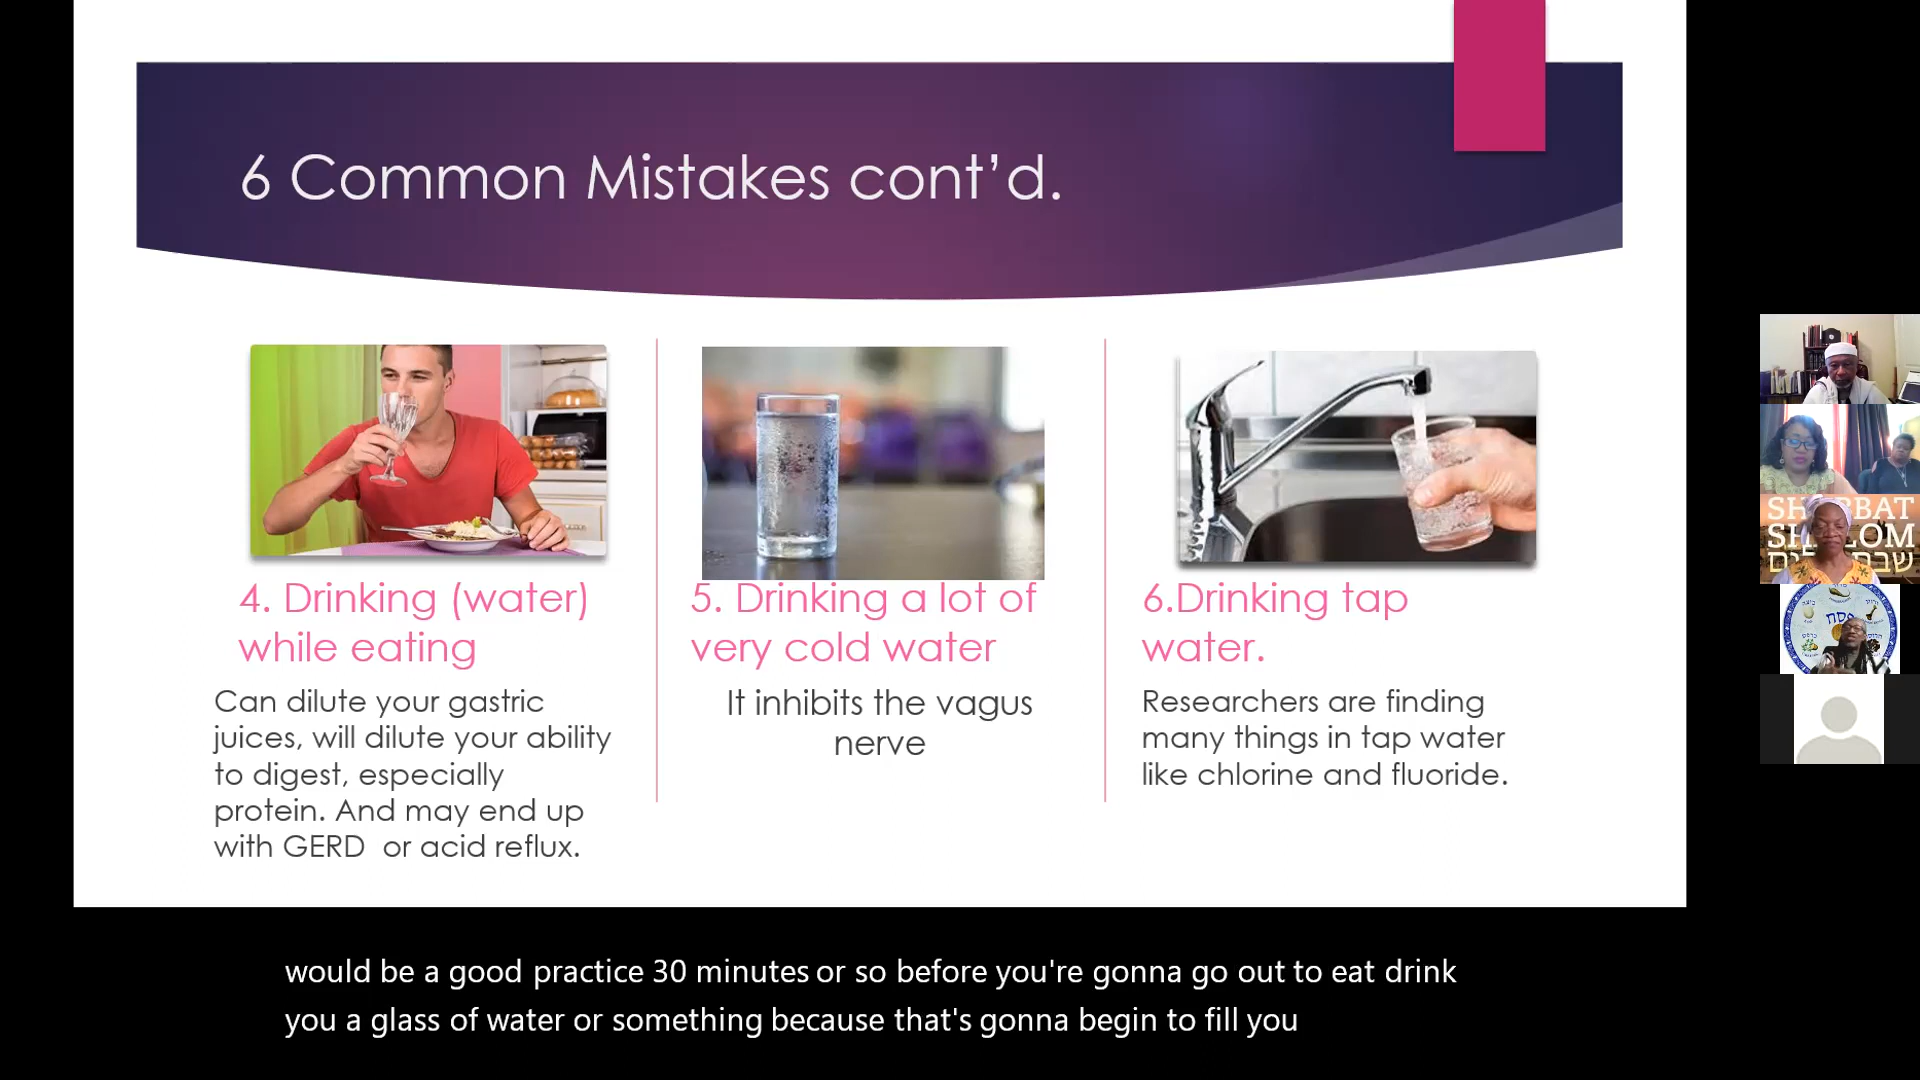 6 Common Mistakes cont’d.
4. Drinking (water)
while eating
Can dilute your gastric
juices, will dilute your ability
to digest, especially
protein. And may end up
with GERD  or acid reflux.
5. Drinking a lot of
very cold water
It inhibits the vagus
nerve
6.Drinking tap
water.
Researchers are finding
many things in tap water
like chlorine and fluoride.
would be a good practice 30 minutes or so before you're gonna go out to eat drink
you a glass of water or something because that's gonna begin to fill you
פסח